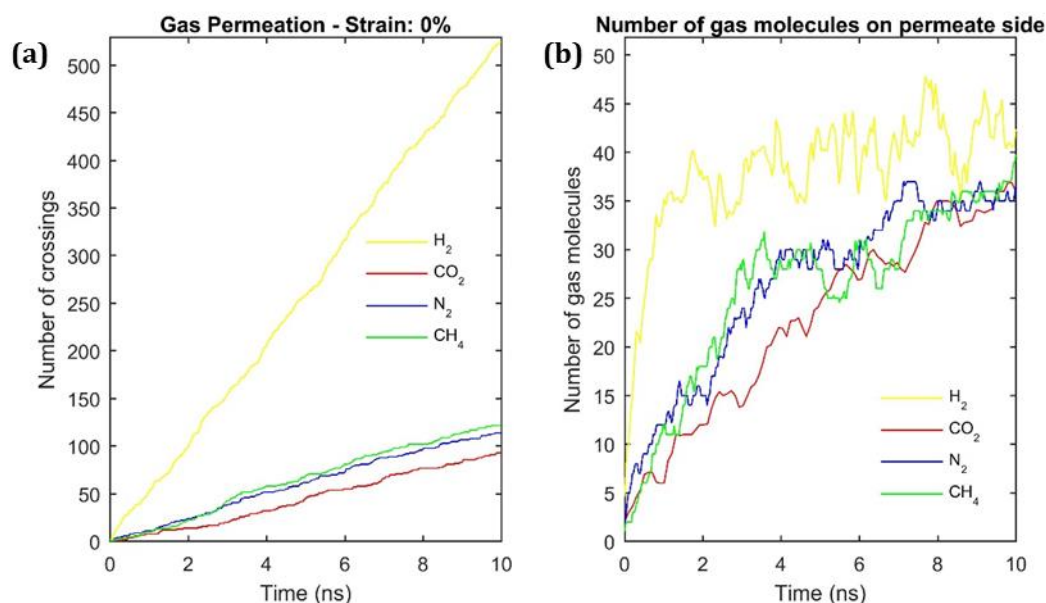 (a)
Gas Permeation - Strain: 0%
Number of crossings
500
450
400
350
300
250
200
150
100
50
0
H₂
CO₂
N₂
CH₄
0 2 4 6 8 10
Time (ns)
(b)
Number of gas molecules on permeate side
Number of gas molecules
50
45
40
35
30
25
20
15
10
5
0
H₂
CO₂
N₂
CH₄
0 2 4 6 8 10
Time (ns)